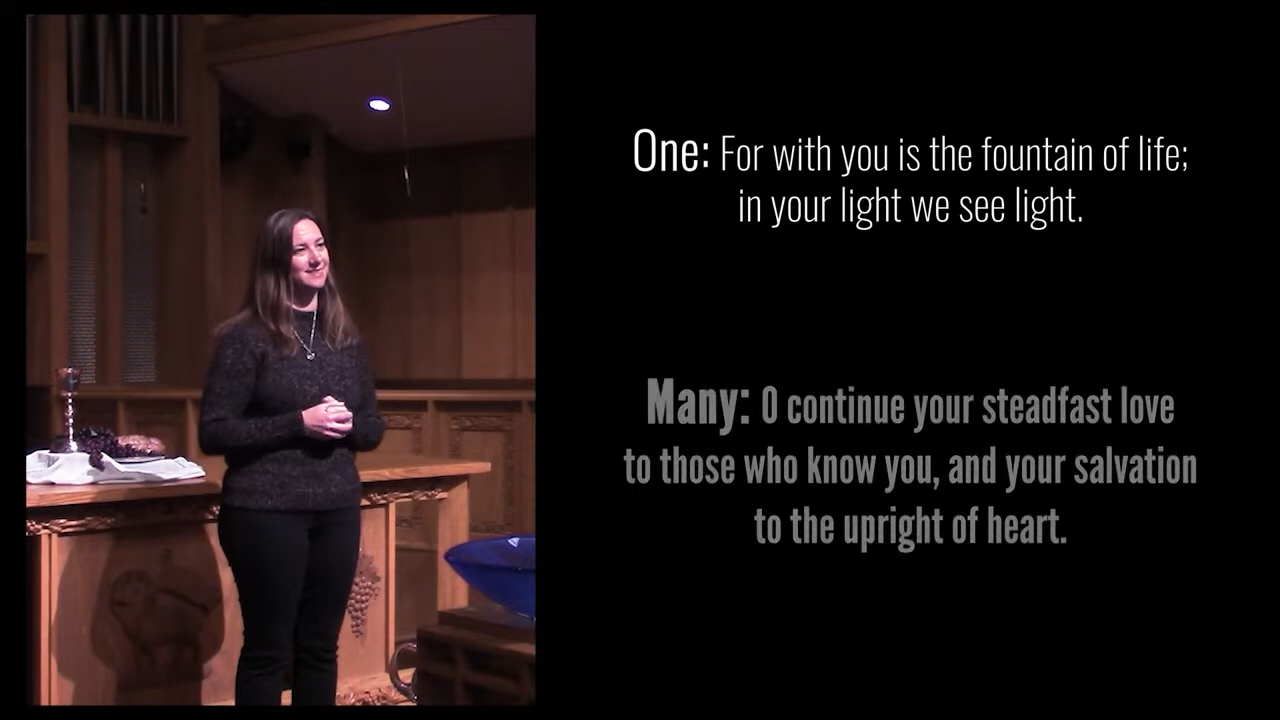 One: For with you is the fountain of life;
in your light we see light.
Many: O continue your steadfast love
to those who know you, and your salvation
to the upright of heart.